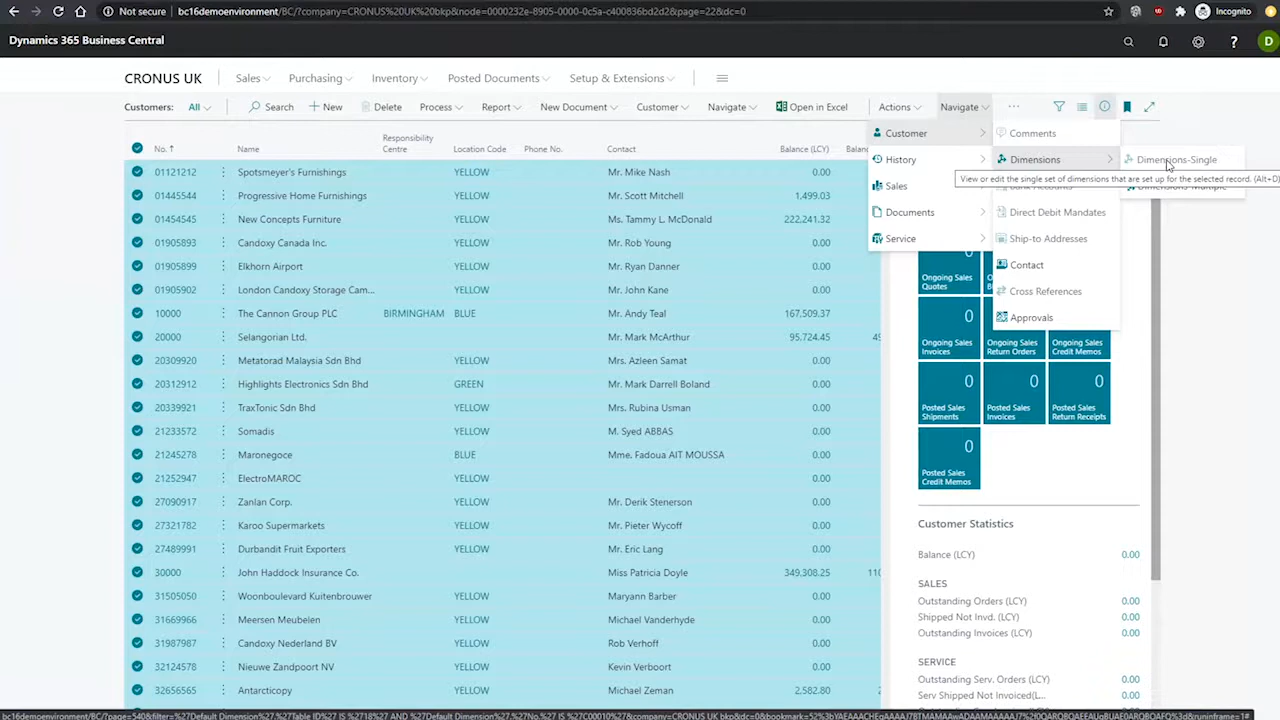 Not secure
bc16demoenvironment/BC/?company=CRONUS%20UK%20bkp&node=0000232e-8905-0c5a-c400836bd2d2&page=22&dc=0
Incognito
Dynamics 365 Business Central
D
CRONUS UK
Sales
Purchasing
Inventory
Posted Documents
Setup & Extensions
Customers:
All
Search
New
Delete
Process
Report
New Document
Customer
Navigate
Open in Excel
Actions
Navigate
No. ↑
Name
Responsibility
Centre
Location Code
Phone No.
Contact
Balance (LCY)
01121212 Spotsmeyer's Furnishings YELLOW Mr. Mike Nash 0.00
01445544 Progressive Home Furnishings YELLOW Mr. Scott Mitchell 1,499.03
01454545 New Concepts Furniture YELLOW Ms. Tammy L. McDonald 222,241.32
01905893 Candoxy Canada Inc. YELLOW Mr. Rob Young 0.00
01905899 Elkhorn Airport YELLOW Mr. Ryan Danner 0.00
01905902 London Candoxy Storage Cam... YELLOW Mr. John Kane 0.00
10000 The Cannon Group PLC BIRMINGHAM BLUE Mr. Andy Teal 167,509.37
20000 Selangorian Ltd. Mr. Mark McArthur 95,724.45
20309920 Metatorad Malaysia Sdn Bhd YELLOW Mrs. Azleen Samat 0.00
20312912 Highlights Electronics Sdn Bhd GREEN Mr. Mark Darrell Boland 0.00
20339921 TraxTonic Sdn Bhd YELLOW Mrs. Rubina Usman 0.00
21233572 Somadis YELLOW M. Syed ABBAS 0.00
21245278 Maronegoce BLUE Mme. Fadoua AIT MOUSSA 0.00
21252947 ElectroMAROC YELLOW 0.00
27090917 Zanlan Corp. YELLOW Mr. Derik Stenerson 0.00
27321782 Karoo Supermarkets YELLOW Mr. Pieter Wycoff 0.00
27489991 Durbandit Fruit Exporters YELLOW Mr. Eric Lang 0.00
30000 John Haddock Insurance Co. Miss Patricia Doyle 349,308.25
31505050 Woonboulevard Kuitenbrouwer YELLOW Maryann Barber 0.00
31669966 Meersen Meubelen YELLOW Michael Vanderhyde 0.00
31987987 Candoxy Nederland BV YELLOW Rob Verhoff 0.00
32124578 Nieuwe Zandpoort NV YELLOW Kevin Verboort 0.00
32656565 Antarcticopy YELLOW Michael Zeman 2,582.80
Customer
History
Sales
Documents
Service
Comments
Dimensions
Direct Debit Mandates
Ship-to Addresses
Contact
Cross References
Approvals
Dimensions-Single
View or edit the single set of dimensions that are set up for the selected record. (Alt+D)
Ongoing Sales
Quotes
0
Ongoing Sales
Invoices
Ongoing Sales
Return Orders
Ongoing Sales
Credit Memos
0
Posted Sales
Shipments
0
Posted Sales
Invoices
0
Posted Sales
Return Receipts
0
Posted Sales
Credit Memos
Customer Statistics
Balance (LCY) 0.00
SALES
Outstanding Orders (LCY) 0.00
Shipped Not Invd. (LCY) 0.00
Outstanding Invoices (LCY) 0.00
SERVICE
Outstanding Serv. Orders (LCY) 0.00
Serv Shipped Not Invoiced(L... 0.00